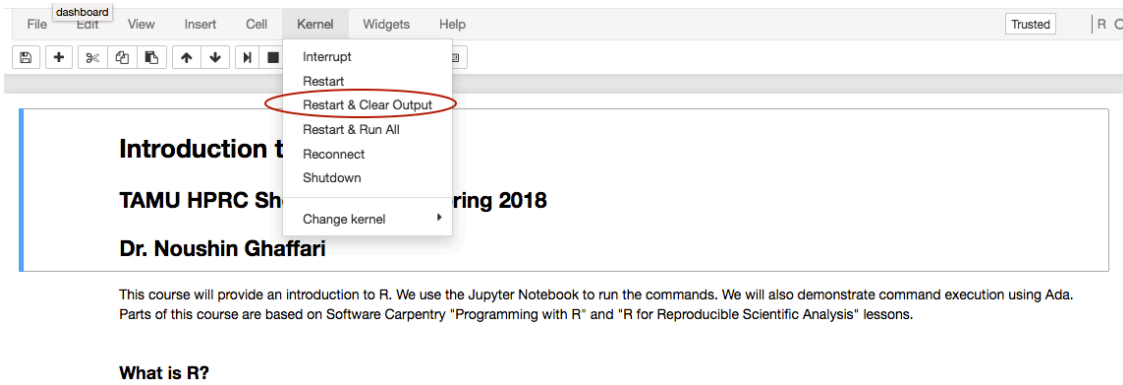 dashboard
File Edit View Insert Cell Kernel Widgets Help Trusted R
Interrupt
Restart
Restart & Clear Output
Restart & Run All
Reconnect
Shutdown
Change kernel
Introduction t
TAMU HPRC Sh ring 2018
Dr. Noushin Ghaffari
This course will provide an introduction to R. We use the Jupyter Notebook to run the commands. We will also demonstrate command execution using Ada.
Parts of this course are based on Software Carpentry "Programming with R" and "R for Reproducible Scientific Analysis" lessons.
What is R?